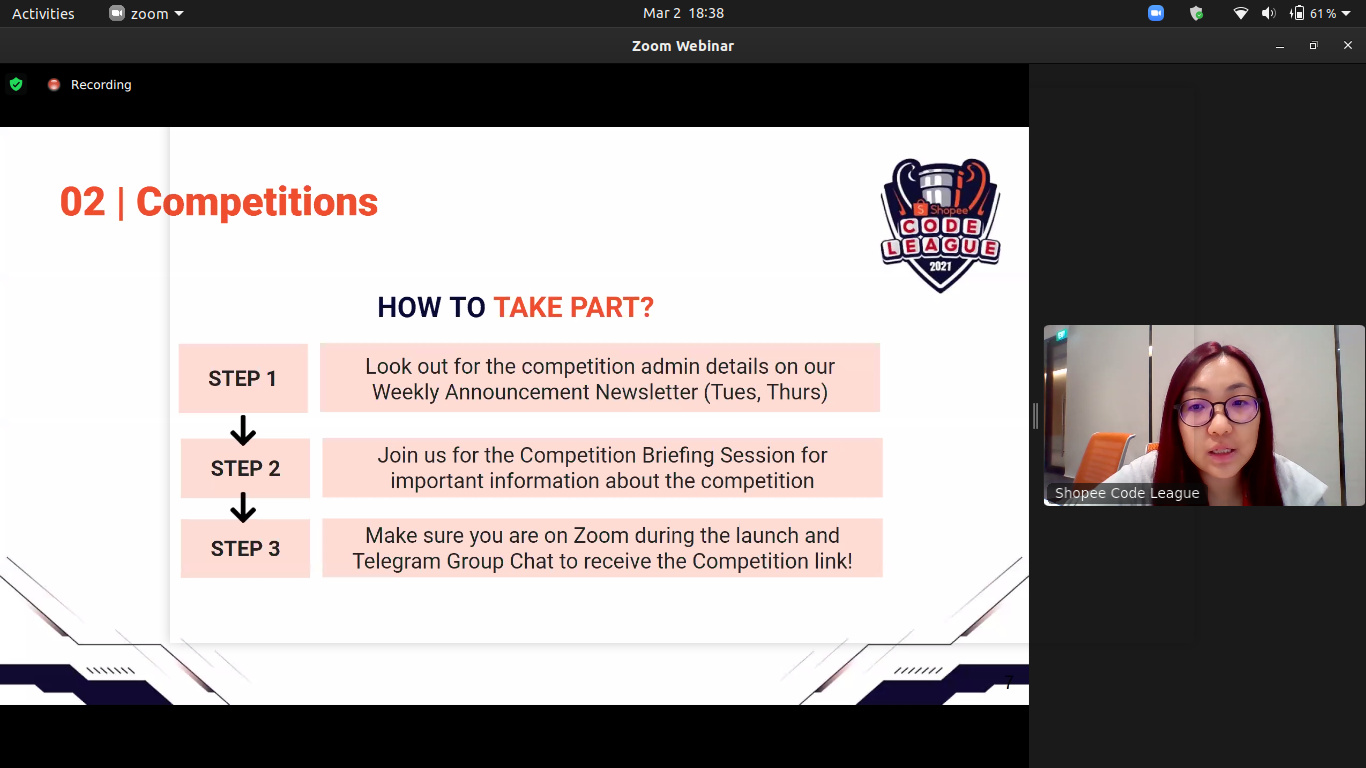 Activities
zoom
Mar 2 18:38
61 %
Zoom Webinar
Recording
02 | Competitions
Shopee
CODE
LEAGUE
2021
HOW TO TAKE PART?
STEP 1
Look out for the competition admin details on our
Weekly Announcement Newsletter (Tues, Thurs)
STEP 2
Join us for the Competition Briefing Session for
important information about the competition
STEP 3
Make sure you are on Zoom during the launch and
Telegram Group Chat to receive the Competition link!
7
Shopee Code League